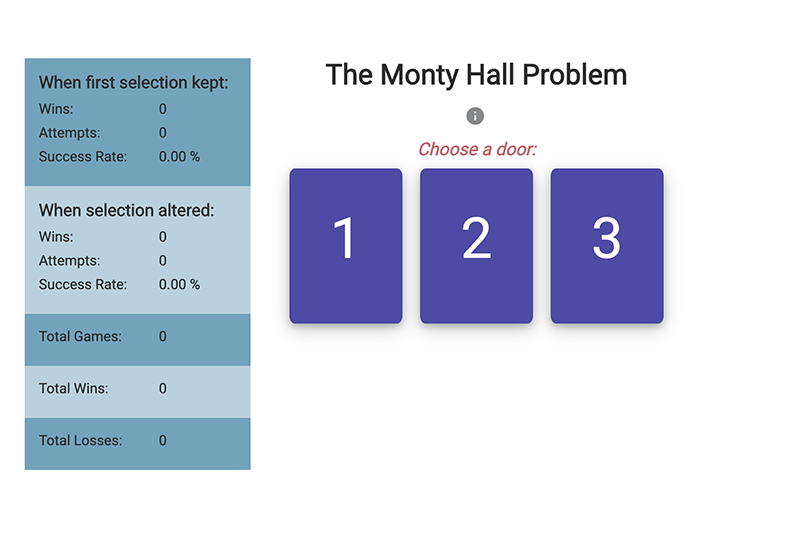 When first selection kept:
Wins: 0
Attempts: 0
Success Rate: 0.00 %
When selection altered:
Wins: 0
Attempts: 0
Success Rate: 0.00 %
Total Games: 0
Total Wins: 0
Total Losses: 0
The Monty Hall Problem
i
Choose a door:
1 2 3